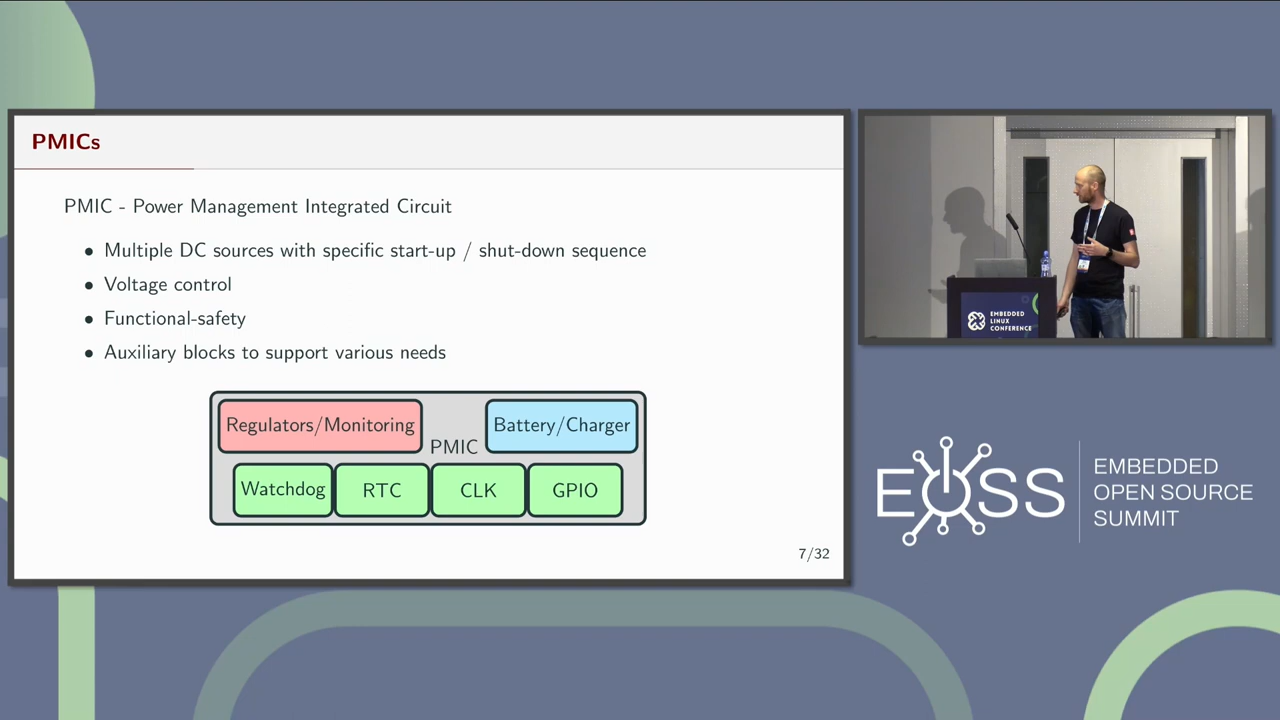 PMICs
PMIC - Power Management Integrated Circuit
• Multiple DC sources with specific start-up / shut-down sequence
• Voltage control
• Functional-safety
• Auxiliary blocks to support various needs
Regulators/Monitoring
PMIC
Battery/Charger
Watchdog
RTC
CLK
GPIO
7/32
EMBEDDED
LINUX
CONFERENCE
EOSS
EMBEDDED
OPEN SOURCE
SUMMIT